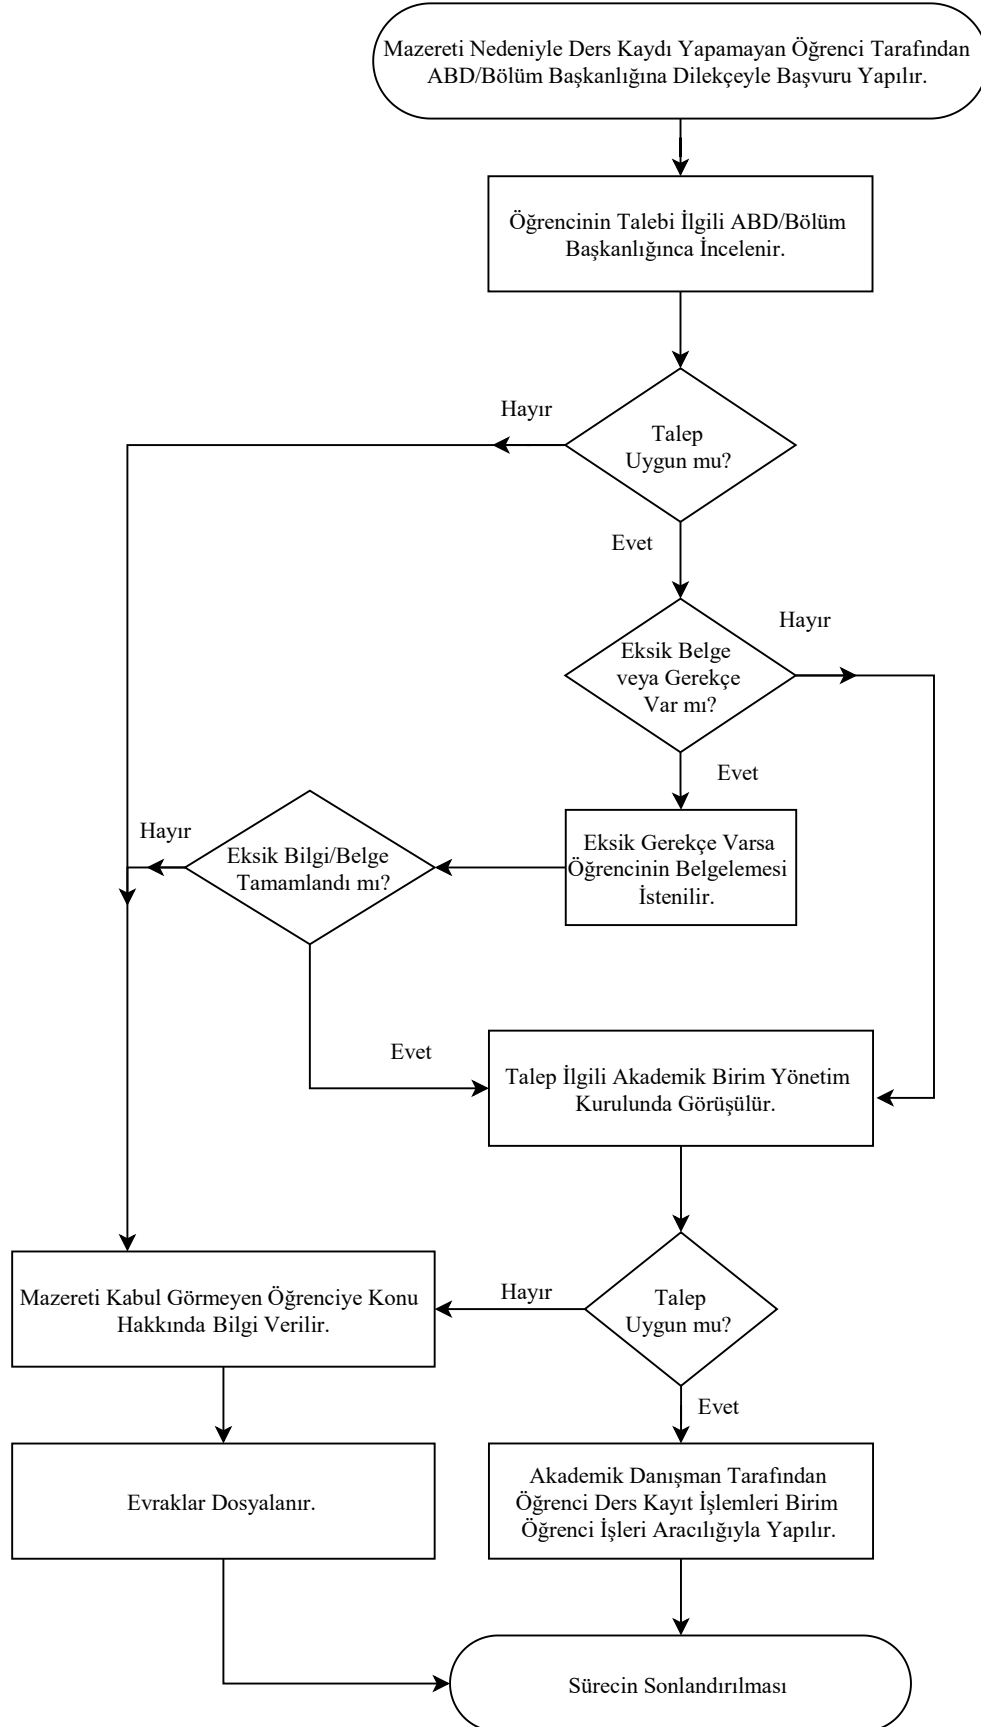 Mazereti Nedeniyle Ders Kaydı Yapamayan Öğrenci Tarafından
ABD/Bölüm Başkanlığına Dilekçeyle Başvuru Yapılır.
Öğrencinin Talebi İlgili ABD/Bölüm
Başkanlığınca İncelenir.
Hayır
Talep
Uygun mu?
Evet
Hayır
Eksik Belge
veya Gerekçe
Var mı?
Evet
Hayır
Eksik Bilgi/Belge
Tamamlandı mı?
Eksik Gerekçe Varsa
Öğrencinin Belgelemesi
İstenilir.
Evet
Talep İlgili Akademik Birim Yönetim
Kurulunda Görüşülür.
Mazereti Kabul Görmeyen Öğrenciye Konu
Hakkında Bilgi Verilir.
Hayır
Talep
Uygun mu?
Evet
Evraklar Dosyalanır.
Akademik Danışman Tarafından
Öğrenci Ders Kayıt İşlemleri Birim
Öğrenci İşleri Aracılığıyla Yapılır.
Sürecin Sonlandırılması